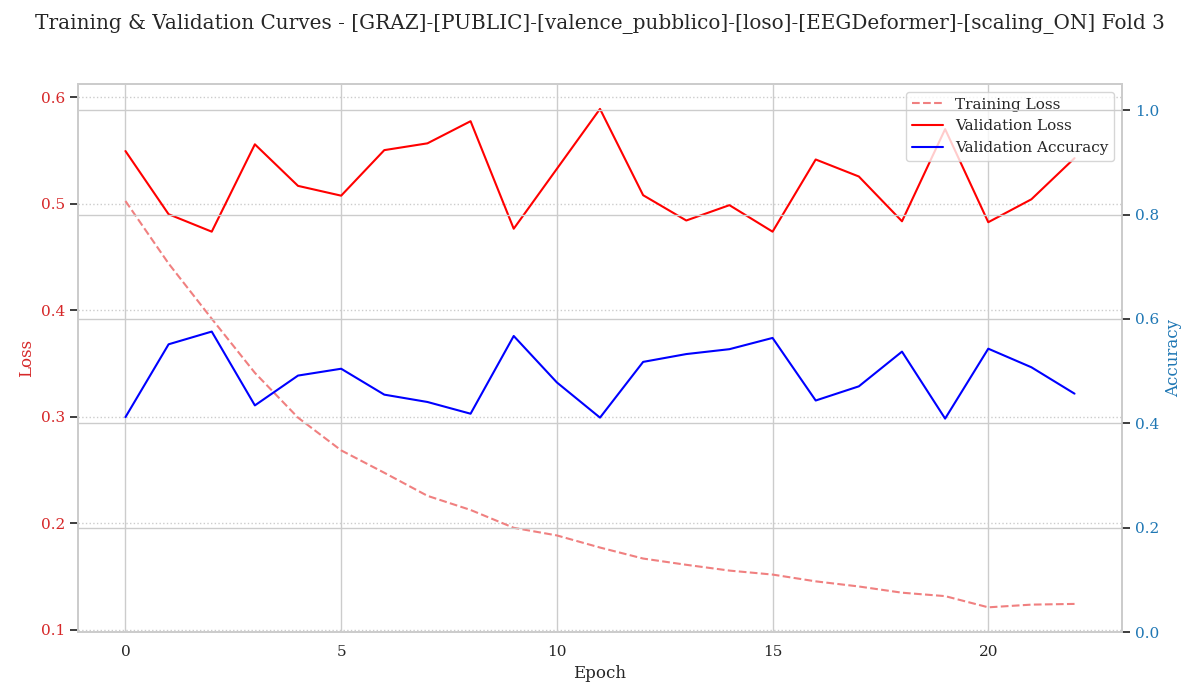 Training & Validation Curves - [GRAZ]-[PUBLIC]-[valence_pubblico]-[loso]-[EEGDeformer]-[scaling_ON] Fold 3
Training Loss
Validation Loss
Validation Accuracy
0.6
0.5
0.4
0.3
0.2
0.1
Loss
1.0
0.8
0.6
0.4
0.2
0.0
Accuracy
0
5
10
15
20
Epoch